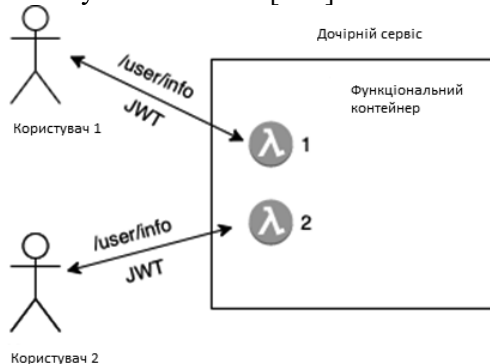 Дочірній сервіс
/user/info
JWT
Функціональний
контейнер
Користувач 1
λ 1
λ 2
/user/info
JWT
Користувач 2